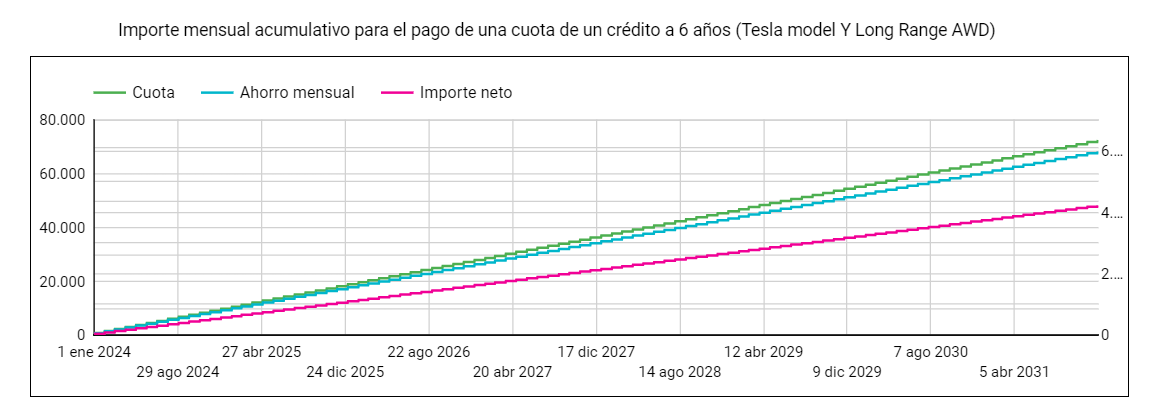 Importe mensual acumulativo para el pago de una cuota de un crédito a 6 años (Tesla model Y Long Range AWD)
Cuota Ahorro mensual Importe neto
80.000
60.000
40.000
20.000
0
6....
4....
2....
0
1 ene 2024 27 abr 2025 22 ago 2026 17 dic 2027 12 abr 2029 7 ago 2030
29 ago 2024 24 dic 2025 20 abr 2027 14 ago 2028 9 dic 2029 5 abr 2031